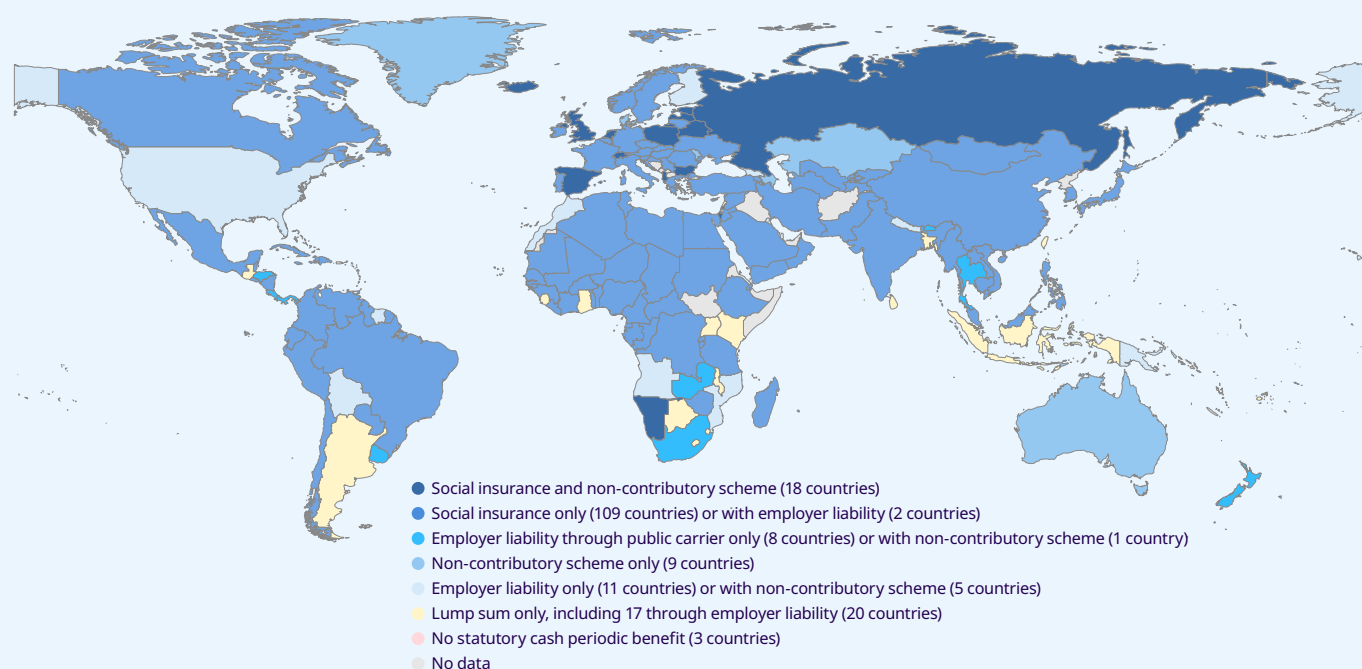 Social insurance and non-contributory scheme (18 countries)
Social insurance only (109 countries) or with employer liability (2 countries)
Employer liability through public carrier only (8 countries) or with non-contributory scheme (1 country)
Non-contributory scheme only (9 countries)
Employer liability only (11 countries) or with non-contributory scheme (5 countries)
Lump sum only, including 17 through employer liability (20 countries)
No statutory cash periodic benefit (3 countries)
No data